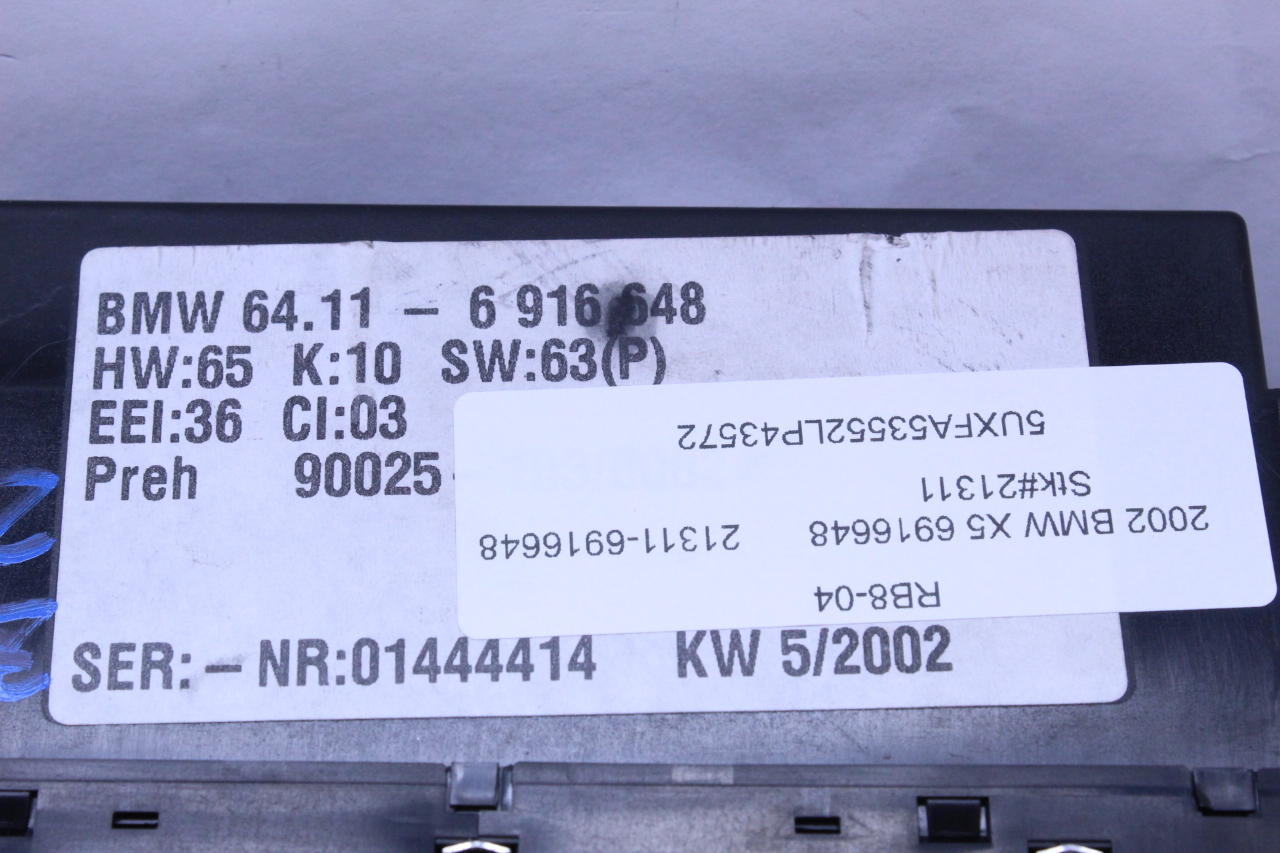 BMW 64.11 – 6 916 648
HW:65 K:10 SW:63(P)
EEI:36 CI:03
Preh 90025
SER:–NR:01444414 KW 5/2002
RB8-04
2002 BMW X5 6916648 21311-6916648
Stk#21311
5UXFA53552LP43572